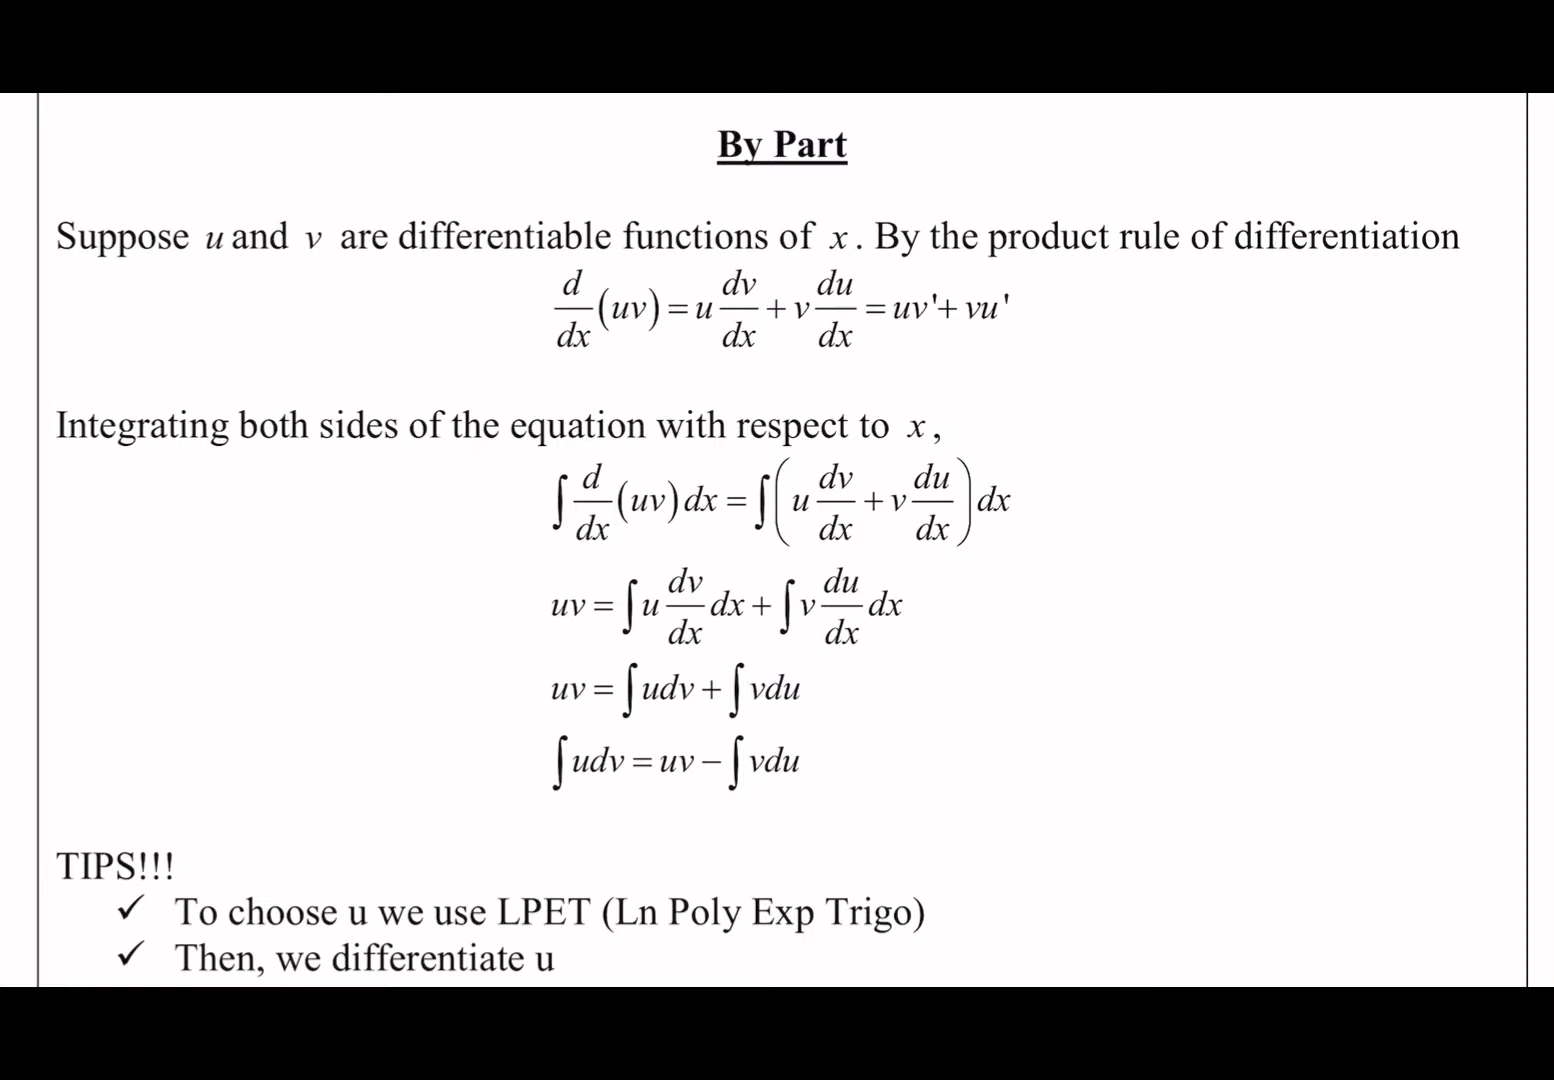 By Part
Suppose u and v are differentiable functions of x. By the product rule of differentiation
d/dx (uv) = u dv/dx + v du/dx = uv'+ vu'
Integrating both sides of the equation with respect to x,
∫ d/dx (uv) dx = ∫ ( u dv/dx + v du/dx ) dx
uv = ∫ u dv/dx dx + ∫ v du/dx dx
uv = ∫ udv + ∫ vdu
∫ udv = uv − ∫ vdu
TIPS!!!
✓ To choose u we use LPET (Ln Poly Exp Trigo)
✓ Then, we differentiate u